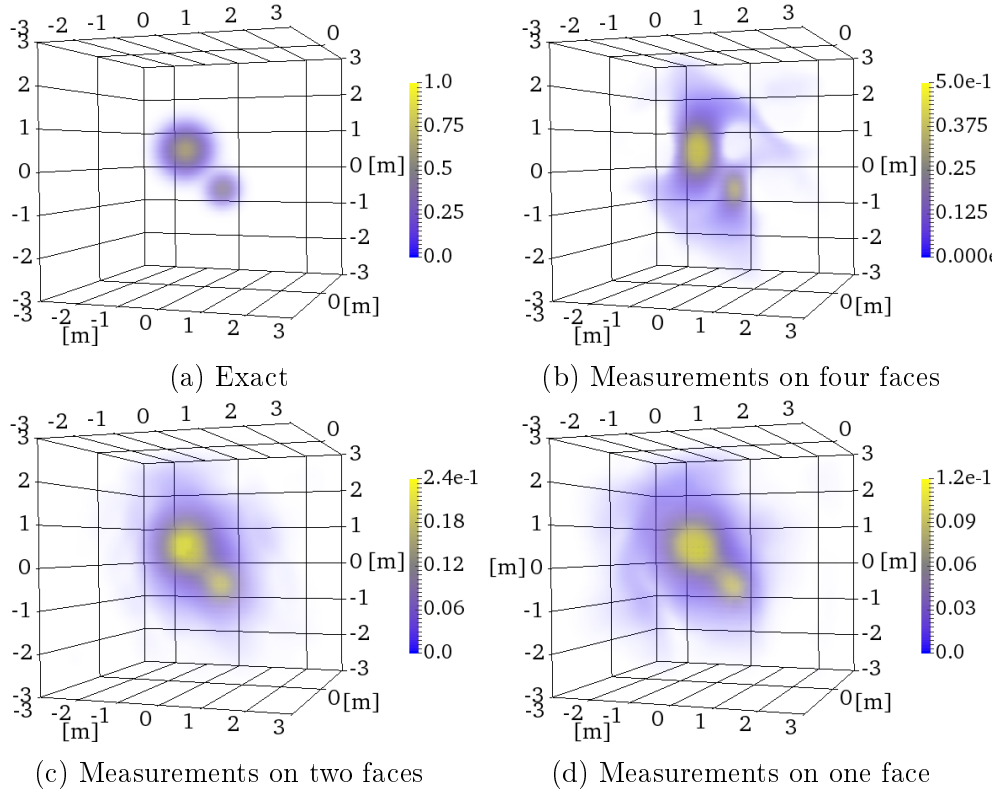 -3 -2 -1 0 1 2 3 0
3 2 1 0 -1 -2 -3
3 2 1 0 [m] -1 -2 -3
-3 -2 -1 0 1 2 3 0 [m]
[m]
1.0
0.75
0.5
0.25
0.0
(a) Exact
-3 -2 -1 0 1 2 3 0
3 2 1 0 -1 -2 -3
3 2 1 0 [m] -1 -2 -3
-3 -2 -1 0 1 2 3 0 [m]
[m]
5.0e-1
0.375
0.25
0.125
0.000e
(b) Measurements on four faces
-3 -2 -1 0 1 2 3 0
3 2 1 0 -1 -2 -3
3 2 1 0 [m] -1 -2 -3
-3 -2 -1 0 1 2 3 0 [m]
[m]
2.4e-1
0.18
0.12
0.06
0.0
(c) Measurements on two faces
-3 -2 -1 0 1 2 3 0
3 2 1 [m] 0 -1 -2 -3
3 2 1 0 [m] -1 -2 -3
-3 -2 -1 0 1 2 3 0 [m]
[m]
1.2e-1
0.09
0.06
0.03
0.0
(d) Measurements on one face